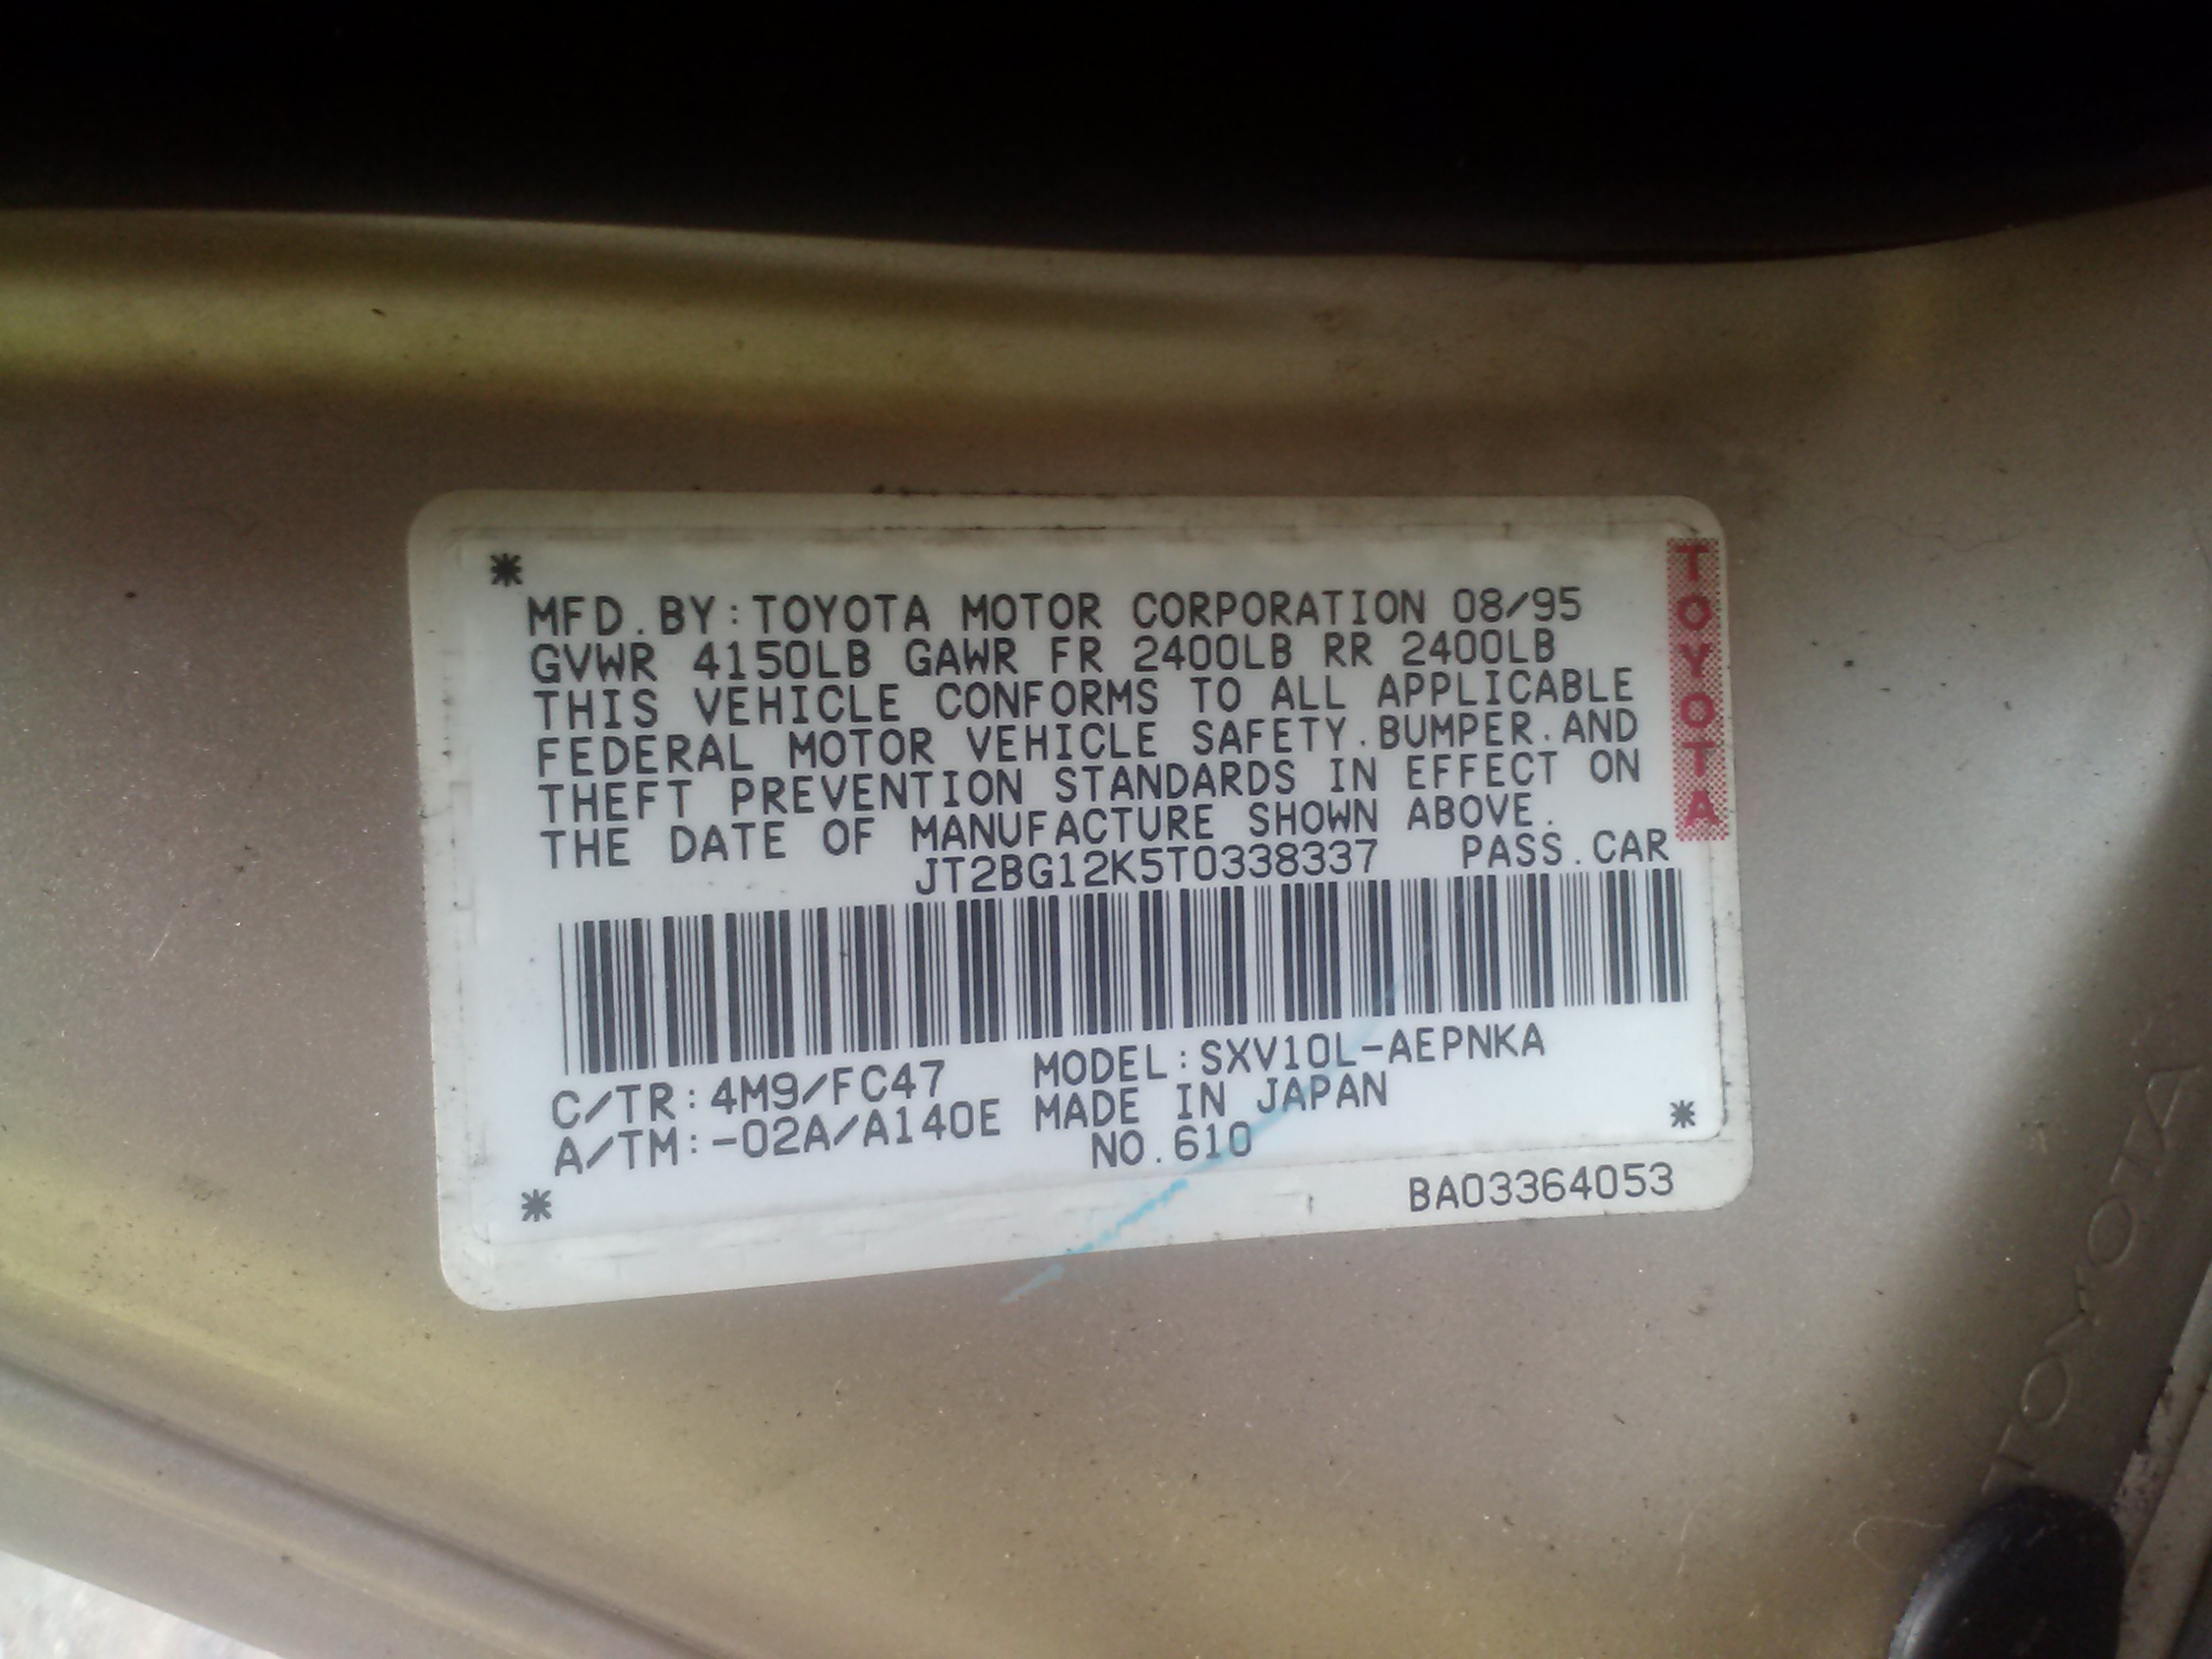 MFD.BY:TOYOTA MOTOR CORPORATION 08/95
GVWR 4150LB GAWR FR 2400LB RR 2400LB
THIS VEHICLE CONFORMS TO ALL APPLICABLE
FEDERAL MOTOR VEHICLE SAFETY.BUMPER.AND
THEFT PREVENTION STANDARDS IN EFFECT ON
THE DATE OF MANUFACTURE SHOWN ABOVE.
JT2BG12K5T0338337 PASS.CAR
C/TR:4M9/FC47 MODEL:SXV10L-AEPNKA
A/TM:-02A/A140E MADE IN JAPAN
NO.610
BA03364053
TOYOTA
TOYOTA